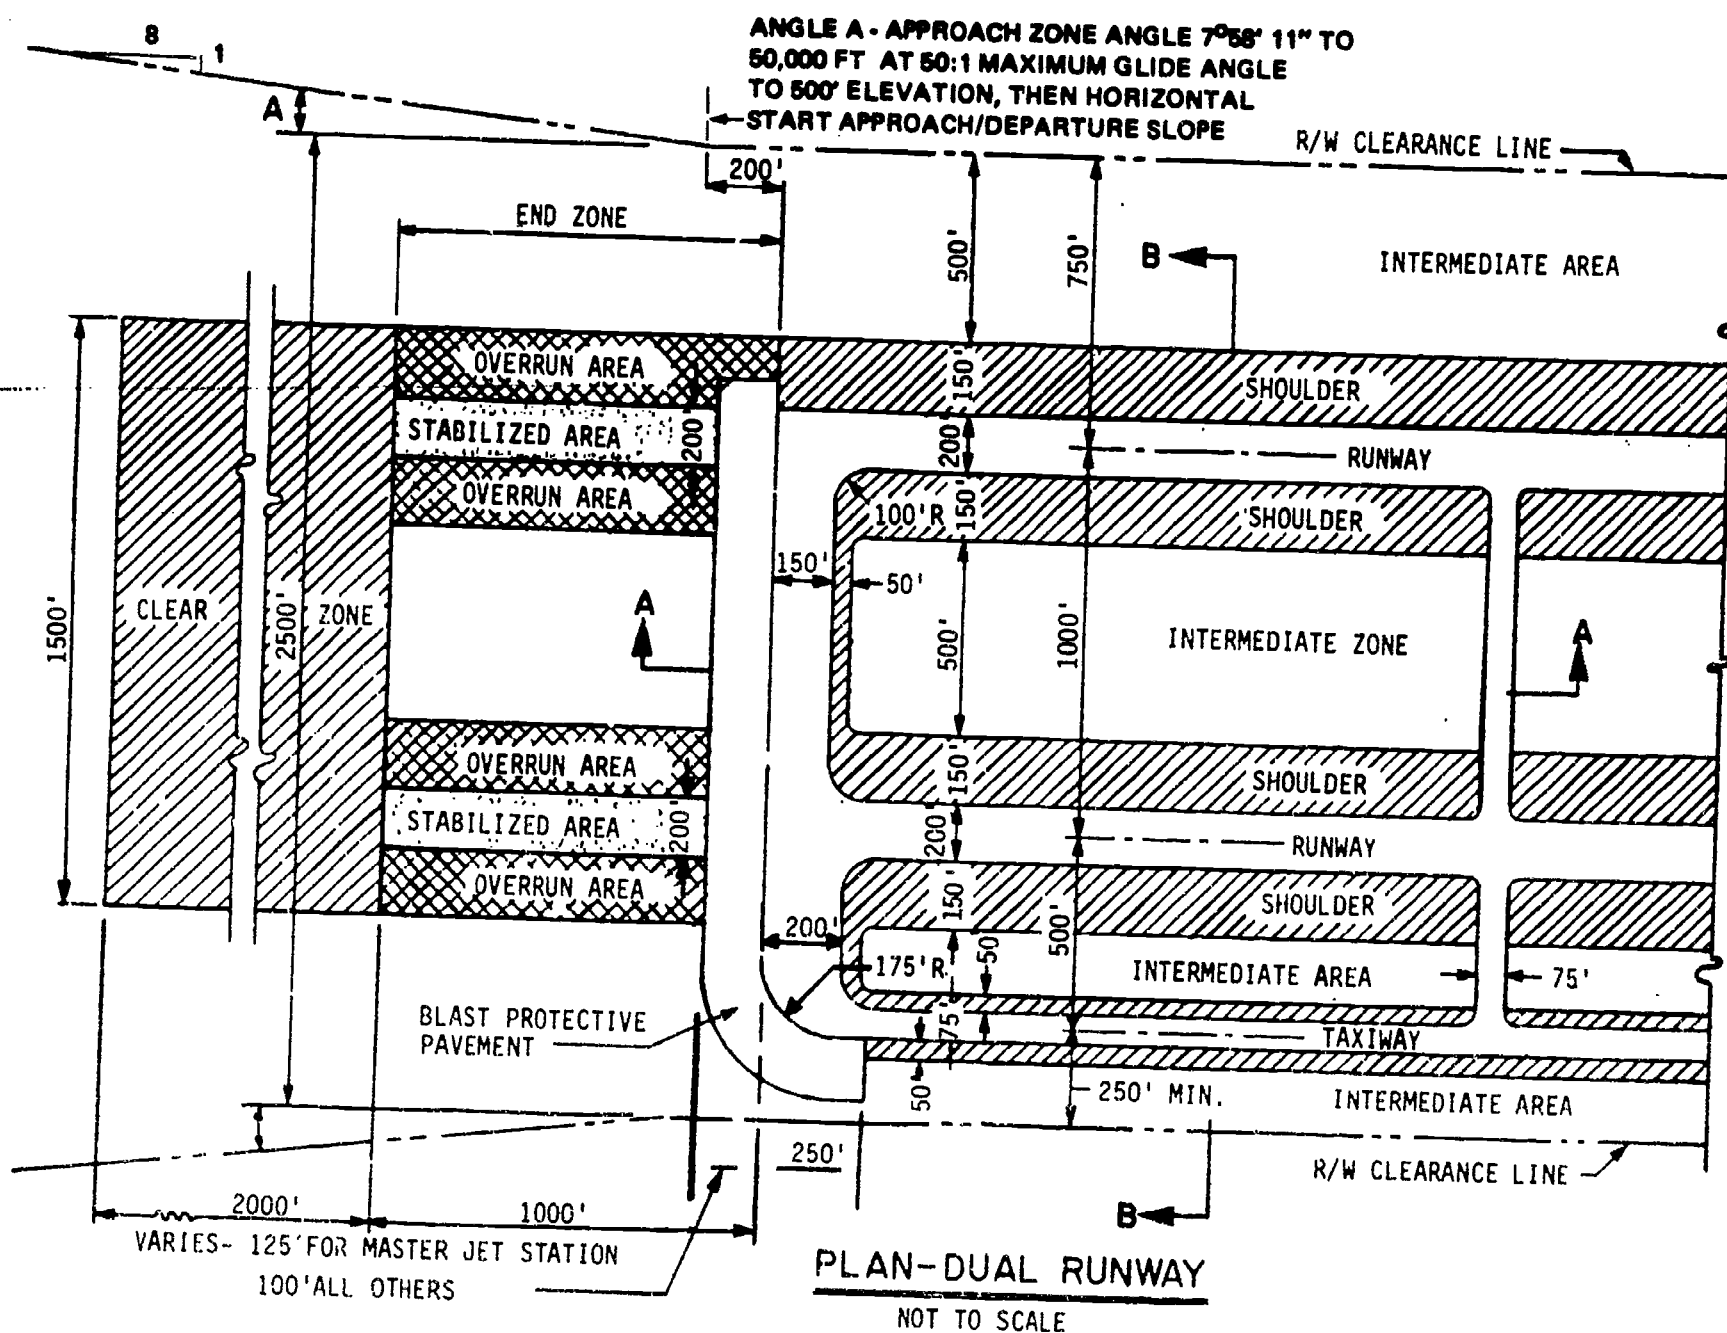 ANGLE A - APPROACH ZONE ANGLE 7°58' 11" TO
50,000 FT AT 50:1 MAXIMUM GLIDE ANGLE
TO 500' ELEVATION, THEN HORIZONTAL
START APPROACH/DEPARTURE SLOPE
8
1
A
R/W CLEARANCE LINE
200'
END ZONE
500'
750'
B
INTERMEDIATE AREA
OVERRUN AREA
150'
SHOULDER
STABILIZED AREA
200'
200'
RUNWAY
OVERRUN AREA
100'R
150'
SHOULDER
150'
50'
CLEAR
ZONE
1500'
2500'
A
500'
1000'
INTERMEDIATE ZONE
A
OVERRUN AREA
150'
SHOULDER
STABILIZED AREA
200'
200'
RUNWAY
OVERRUN AREA
150'
SHOULDER
200'
500'
175'R
50'
INTERMEDIATE AREA
75'
BLAST PROTECTIVE
PAVEMENT
75'
TAXIWAY
50'
250' MIN.
INTERMEDIATE AREA
250'
R/W CLEARANCE LINE
2000'
1000'
B
VARIES- 125'FOR MASTER JET STATION
100'ALL OTHERS
PLAN-DUAL RUNWAY
NOT TO SCALE